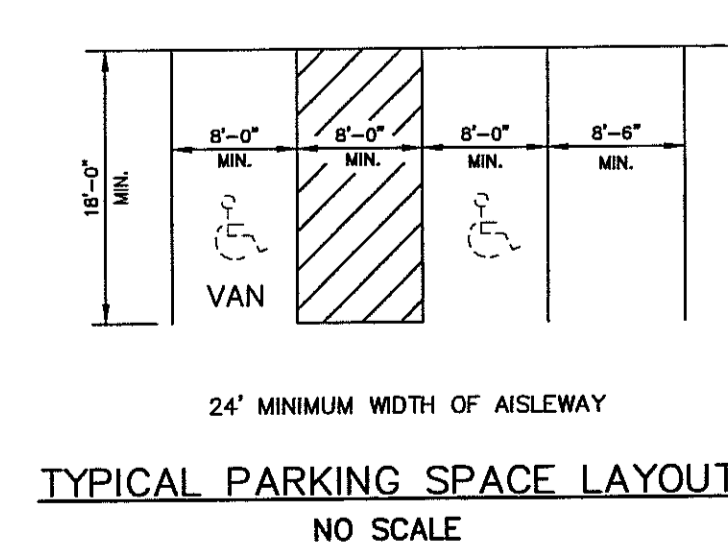 8'-0" 8'-0" 8'-0" 8'-6"
MIN. MIN. MIN. MIN.
18'-0"
MIN.
VAN
24' MINIMUM WIDTH OF AISLEWAY
TYPICAL PARKING SPACE LAYOUT
NO SCALE